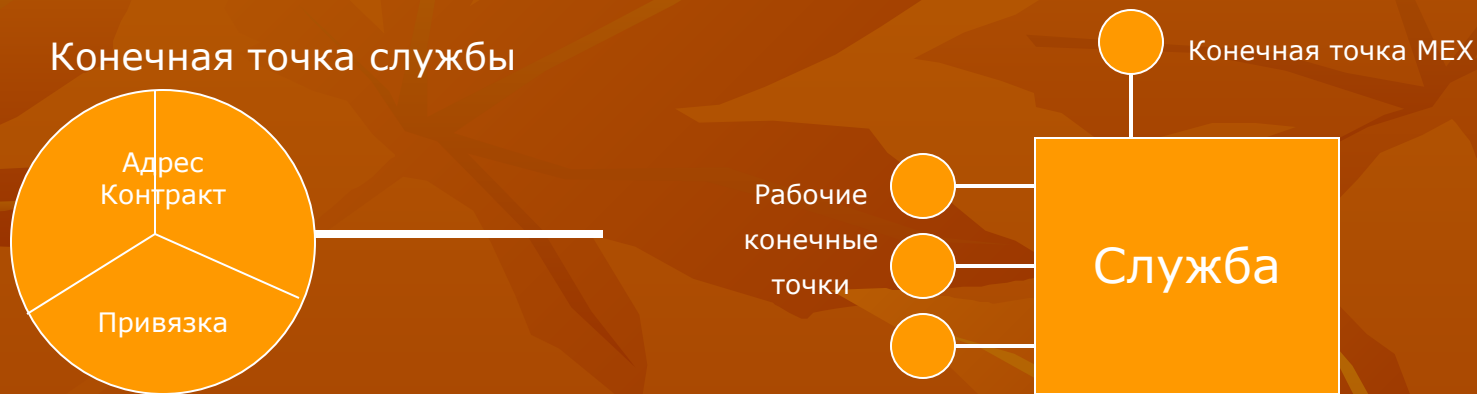 Конечная точка службы
Адрес
Контракт
Привязка
Конечная точка MEX
Рабочие
конечные
точки
Служба